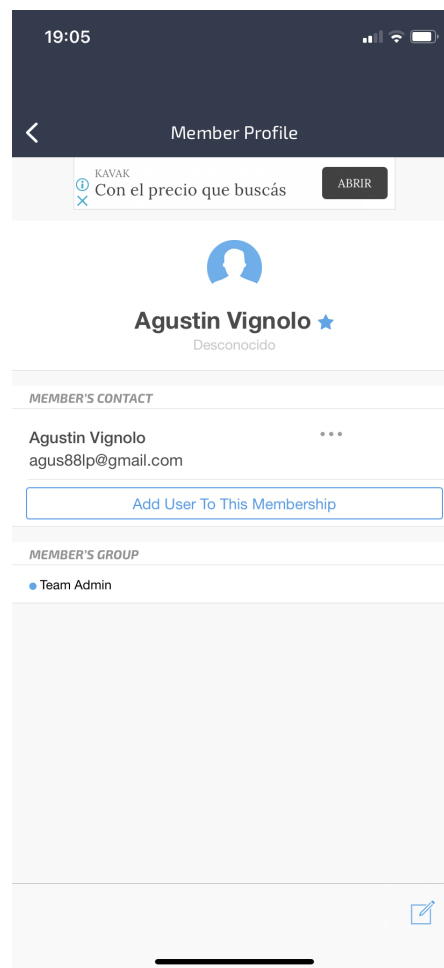 19:05
Member Profile
KAVAK
Con el precio que buscás
ABRIR
Agustin Vignolo
Desconocido
MEMBER'S CONTACT
Agustin Vignolo
agus88lp@gmail.com
Add User To This Membership
MEMBER'S GROUP
Team Admin